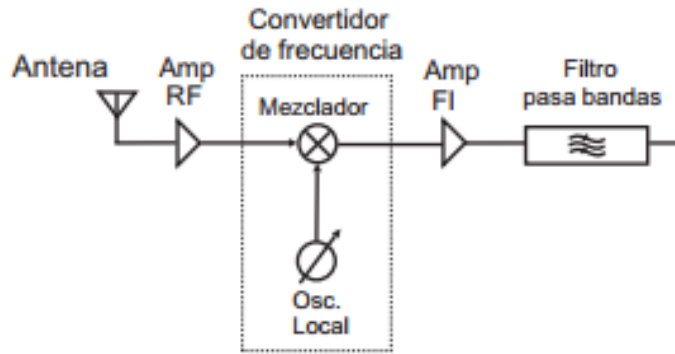 Convertidor
de frecuencia
Antena
Amp
RF
Mezclador
Amp
FI
Filtro
pasa bandas
Osc.
Local